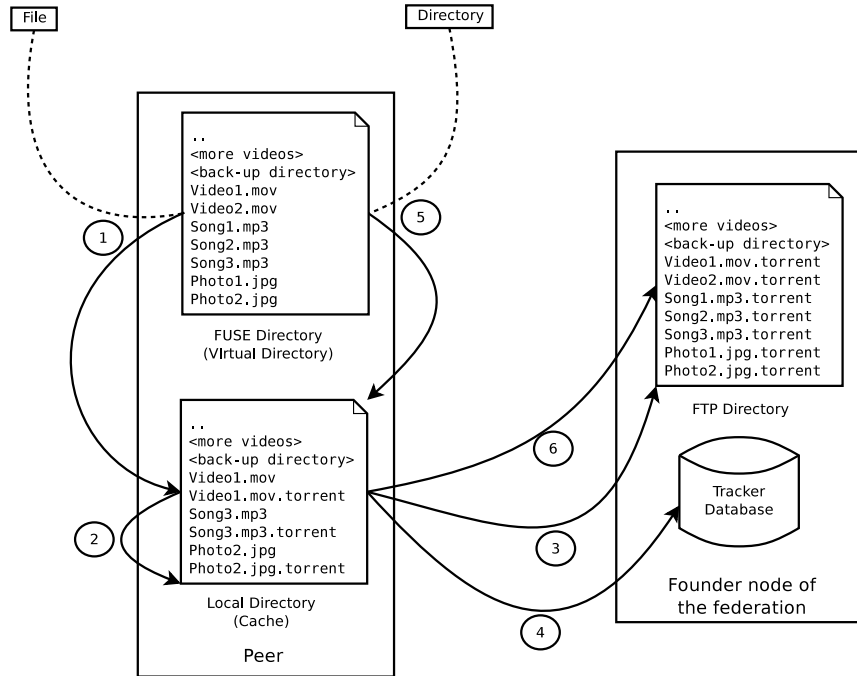 File
Directory
..
<more videos>
<back-up directory>
Video1.mov
Video2.mov
Song1.mp3
Song2.mp3
Song3.mp3
Photo1.jpg
Photo2.jpg
FUSE Directory
(VIrtual Directory)
1
5
..
<more videos>
<back-up directory>
Video1.mov
Video1.mov.torrent
Song3.mp3
Song3.mp3.torrent
Photo2.jpg
Photo2.jpg.torrent
Local Directory
(Cache)
Peer
2
6
3
4
..
<more videos>
<back-up directory>
Video1.mov.torrent
Video2.mov.torrent
Song1.mp3.torrent
Song2.mp3.torrent
Song3.mp3.torrent
Photo1.jpg.torrent
Photo2.jpg.torrent
FTP Directory
Tracker
Database
Founder node of
the federation